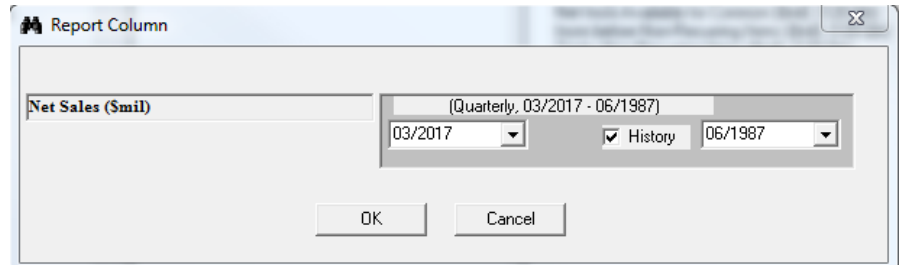 Report Column
Net Sales ($mil)
(Quarterly, 03/2017 - 06/1987)
03/2017
History
06/1987
OK
Cancel